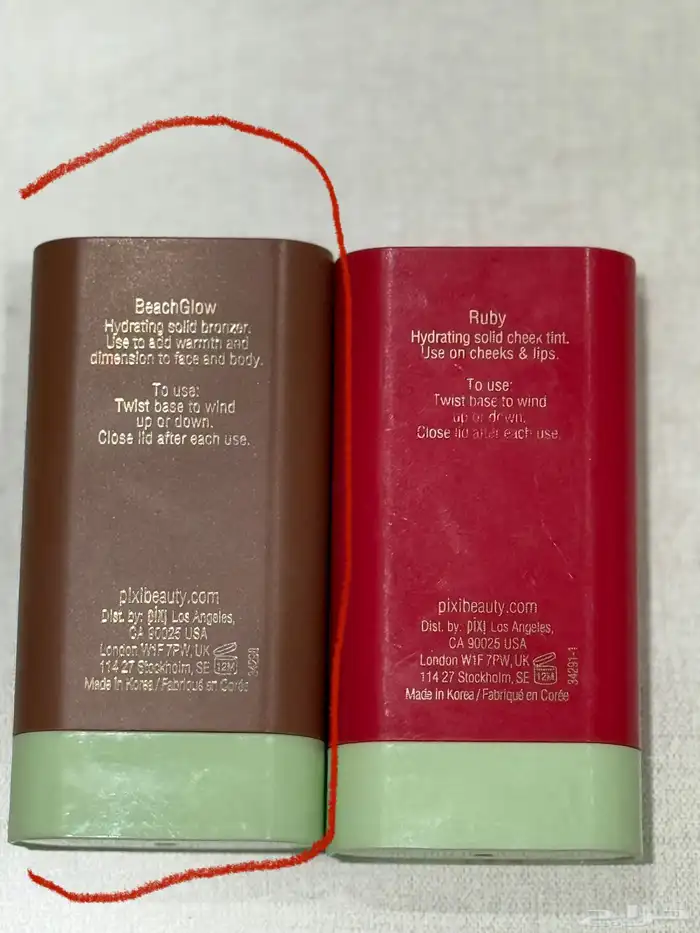 BeachGlow
Hydrating solid bronzer.
Use to add warmth and
dimension to face and body.
To use:
Twist base to wind
up or down.
Close lid after each use.
pixibeauty.com
Dist. by: pixi Los Angeles,
CA 90025 USA
London W1F 7PW, UK
114 27 Stockholm, SE
12M
Made in Korea / Fabriqué en Corée
Ruby
Hydrating solid cheek tint.
Use on cheeks & lips.
To use:
Twist base to wind
up or down.
Close lid after each use.
pixibeauty.com
Dist. by: pixi Los Angeles,
CA 90025 USA
London W1F 7PW, UK
114 27 Stockholm, SE
12M
Made in Korea / Fabriqué en Corée
34291-1
حراج